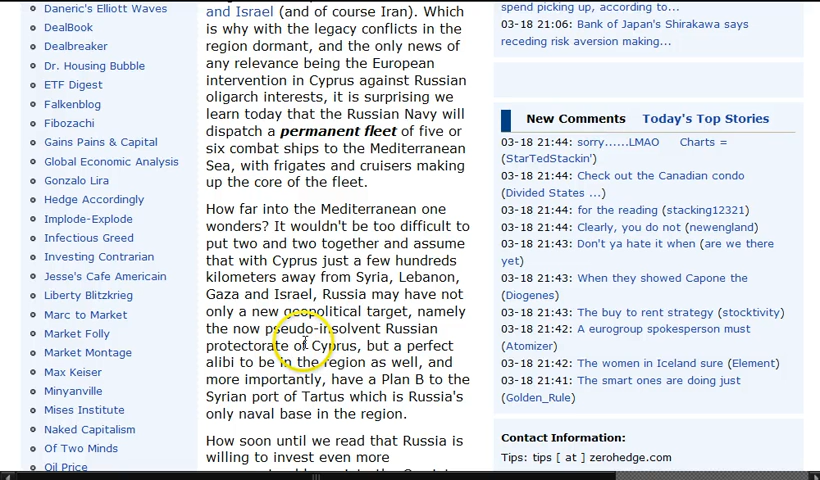 Daneric's Elliott Waves
DealBook
Dealbreaker
Dr. Housing Bubble
ETF Digest
Falkenblog
Fibozachi
Gains Pains & Capital
Global Economic Analysis
Gonzalo Lira
Hedge Accordingly
Implode-Explode
Infectious Greed
Investing Contrarian
Jesse's Cafe Americain
Liberty Blitzkrieg
Marc to Market
Market Folly
Market Montage
Max Keiser
Minyanville
Mises Institute
Naked Capitalism
Of Two Minds
Oil Price
and Israel (and of course Iran). Which
is why with the legacy conflicts in the
region dormant, and the only news of
any relevance being the European
intervention in Cyprus against Russian
oligarch interests, it is surprising we
learn today that the Russian Navy will
dispatch a permanent fleet of five or
six combat ships to the Mediterranean
Sea, with frigates and cruisers making
up the core of the fleet.
How far into the Mediterranean one
wonders? It wouldn't be too difficult to
put two and two together and assume
that with Cyprus just a few hundreds
kilometers away from Syria, Lebanon,
Gaza and Israel, Russia may have not
only a new geopolitical target, namely
the now pseudo-insolvent Russian
protectorate of Cyprus, but a perfect
alibi to be in the region as well, and
more importantly, have a Plan B to the
Syrian port of Tartus which is Russia's
only naval base in the region.
How soon until we read that Russia is
willing to invest even more
spend picking up, according to...
03-18 21:06: Bank of Japan's Shirakawa says
receding risk aversion making...
New Comments Today's Top Stories
03-18 21:44: sorry......LMAO Charts =
(StarTedStackin')
03-18 21:44: Check out the Canadian condo
(Divided States ...)
03-18 21:44: for the reading (stacking12321)
03-18 21:44: Clearly, you do not (newengland)
03-18 21:43: Don't ya hate it when (are we there
yet)
03-18 21:43: When they showed Capone the
(Diogenes)
03-18 21:43: The buy to rent strategy (stocktivity)
03-18 21:42: A eurogroup spokesperson must
(Atomizer)
03-18 21:42: The women in Iceland sure (Element)
03-18 21:41: The smart ones are doing just
(Golden_Rule)
Contact Information:
Tips: tips [ at ] zerohedge.com